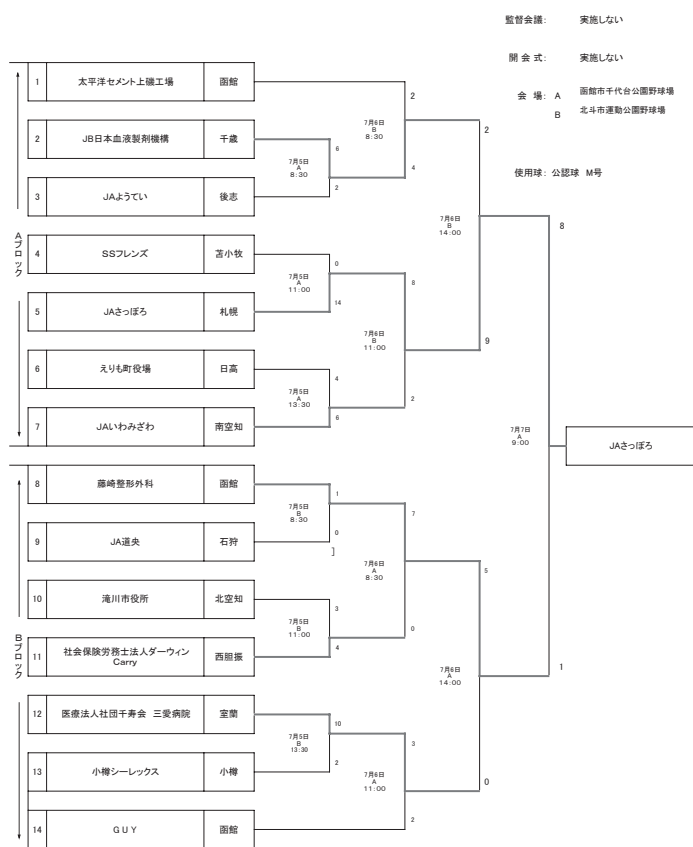 監督会議: 実施しない
開 会 式: 実施しない
会 場: A 函館市千代台公園野球場
B 北斗市運動公園野球場
使用球: 公認球 M号
Aブロック
1 太平洋セメント上磯工場 函館
2
2 JB日本血液製剤機構 千歳
7月6日
B
8:30
2
6
7月5日
A
8:30
4
2
3 JAようてい 後志
7月6日
B
14:00
8
4 SSフレンズ 苫小牧
0
7月5日
A
11:00
8
14
5 JAさっぽろ 札幌
7月6日
B
11:00
9
6 えりも町役場 日高
4
7月5日
A
13:30
2
6
7 JAいわみざわ 南空知
7月7日
A
9:00
JAさっぽろ
Bブロック
8 藤崎整形外科 函館
1
7月5日
B
8:30
7
0
]
9 JA道央 石狩
7月6日
A
8:30
5
10 滝川市役所 北空知
3
7月5日
B
11:00
0
4
11 社会保険労務士法人ダーウィン
Carry 西胆振
7月6日
A
14:00
1
12 医療法人社団千寿会 三愛病院 室蘭
10
7月5日
B
13:30
3
2
13 小樽シーレックス 小樽
7月6日
A
11:00
0
2
14 GUY 函館